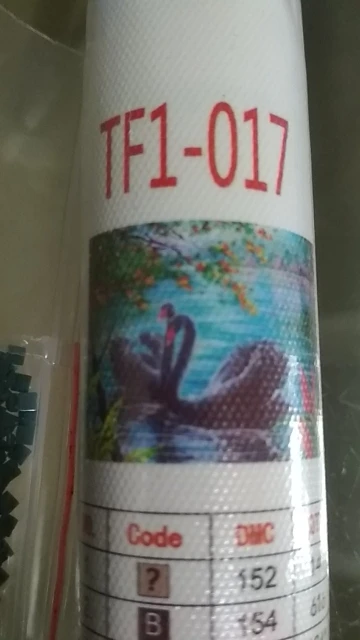 TF1-017
Code DMC
? 152
B 154